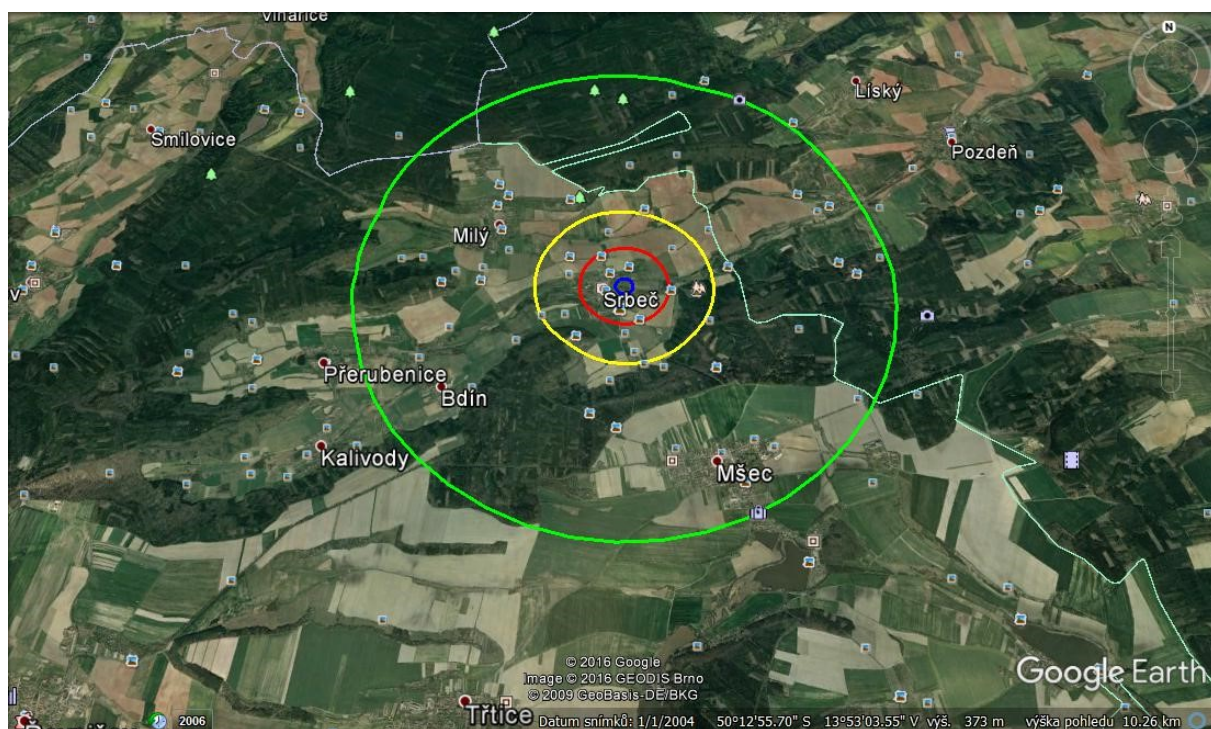 Vinařice
N
Líský
Smilovice
Pozdeň
Milý
Srbeč
Přerubenice
Bdín
Kalivody
Mšec
© 2016 Google
Image © 2016 GEODIS Brno
© 2009 GeoBasis-DE/BKG
Google Earth
Třtice
2006
Datum snímků: 1/1/2004 50°12'55.70" S 13°53'03.55" V výš. 373 m výška pohledu 10.26 km